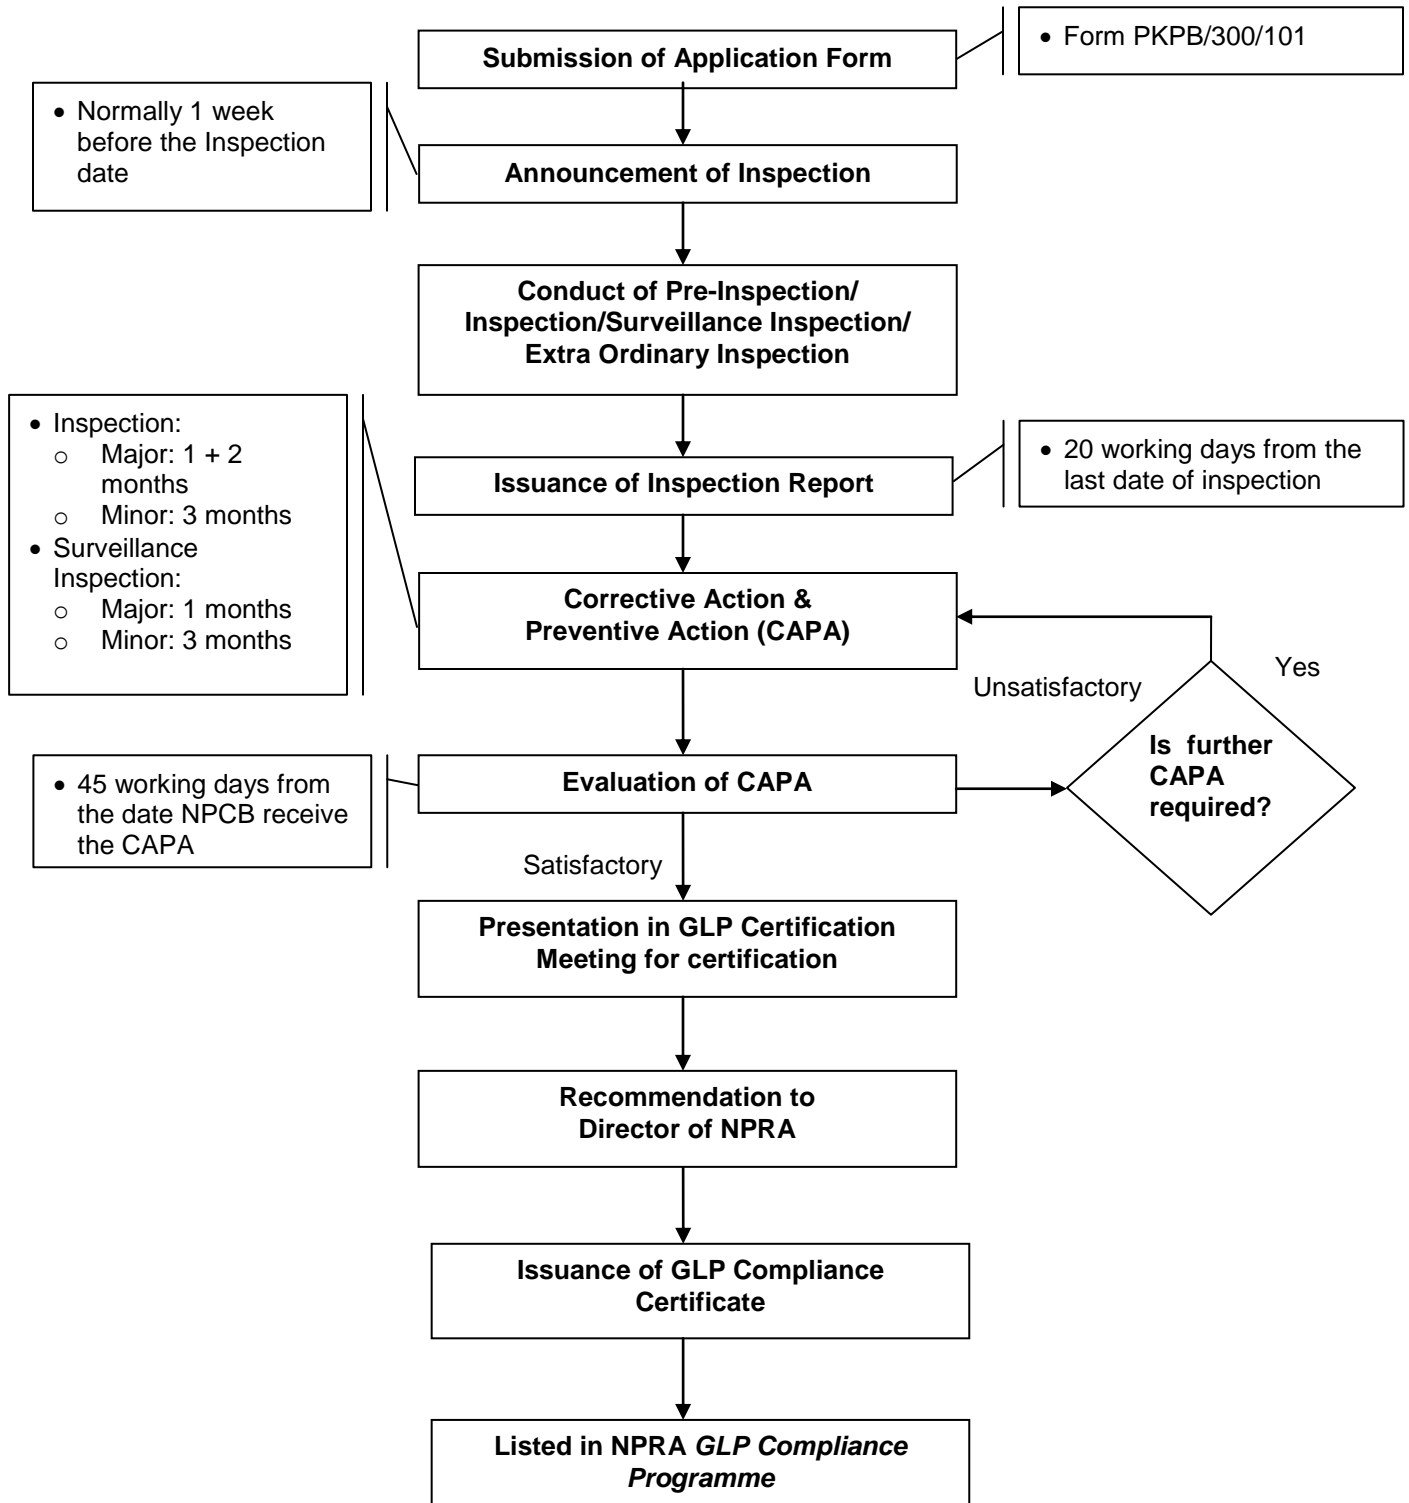 Submission of Application Form
• Form PKPB/300/101
• Normally 1 week
before the Inspection
date
Announcement of Inspection
Conduct of Pre-Inspection/
Inspection/Surveillance Inspection/
Extra Ordinary Inspection
• Inspection:
o Major: 1 + 2
months
o Minor: 3 months
• Surveillance
Inspection:
o Major: 1 months
o Minor: 3 months
Issuance of Inspection Report
• 20 working days from the
last date of inspection
Corrective Action &
Preventive Action (CAPA)
Unsatisfactory
Yes
Is further
CAPA
required?
• 45 working days from
the date NPCB receive
the CAPA
Evaluation of CAPA
Satisfactory
Presentation in GLP Certification
Meeting for certification
Recommendation to
Director of NPRA
Issuance of GLP Compliance
Certificate
Listed in NPRA GLP Compliance
Programme